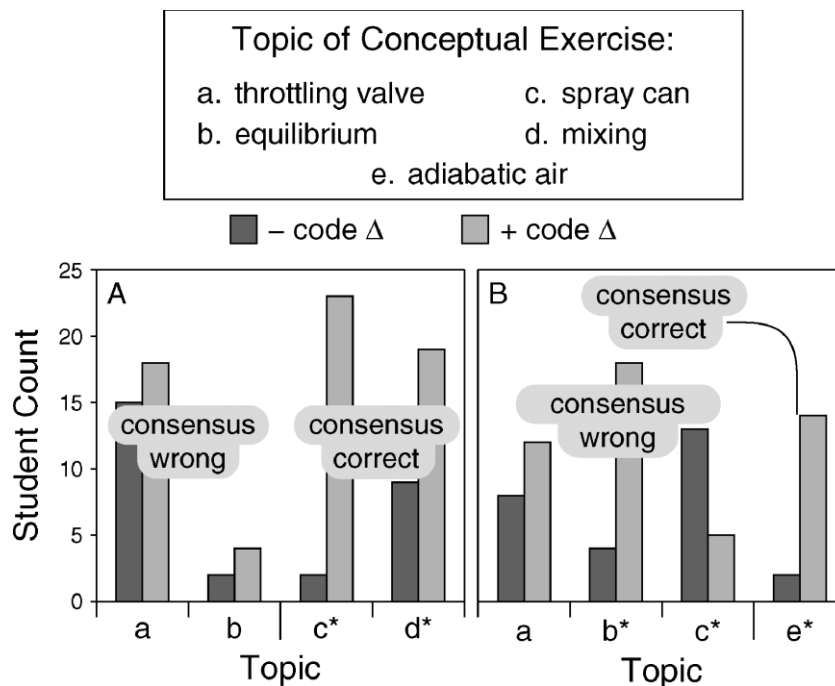 Topic of Conceptual Exercise:
a. throttling valve
c. spray can
b. equilibrium
d. mixing
e. adiabatic air
– code Δ
+ code Δ
25
20
15
10
5
0
Student Count
A
consensus
wrong
consensus
correct
a
b
c*
d*
Topic
B
consensus
correct
consensus
wrong
a
b*
c*
e*
Topic